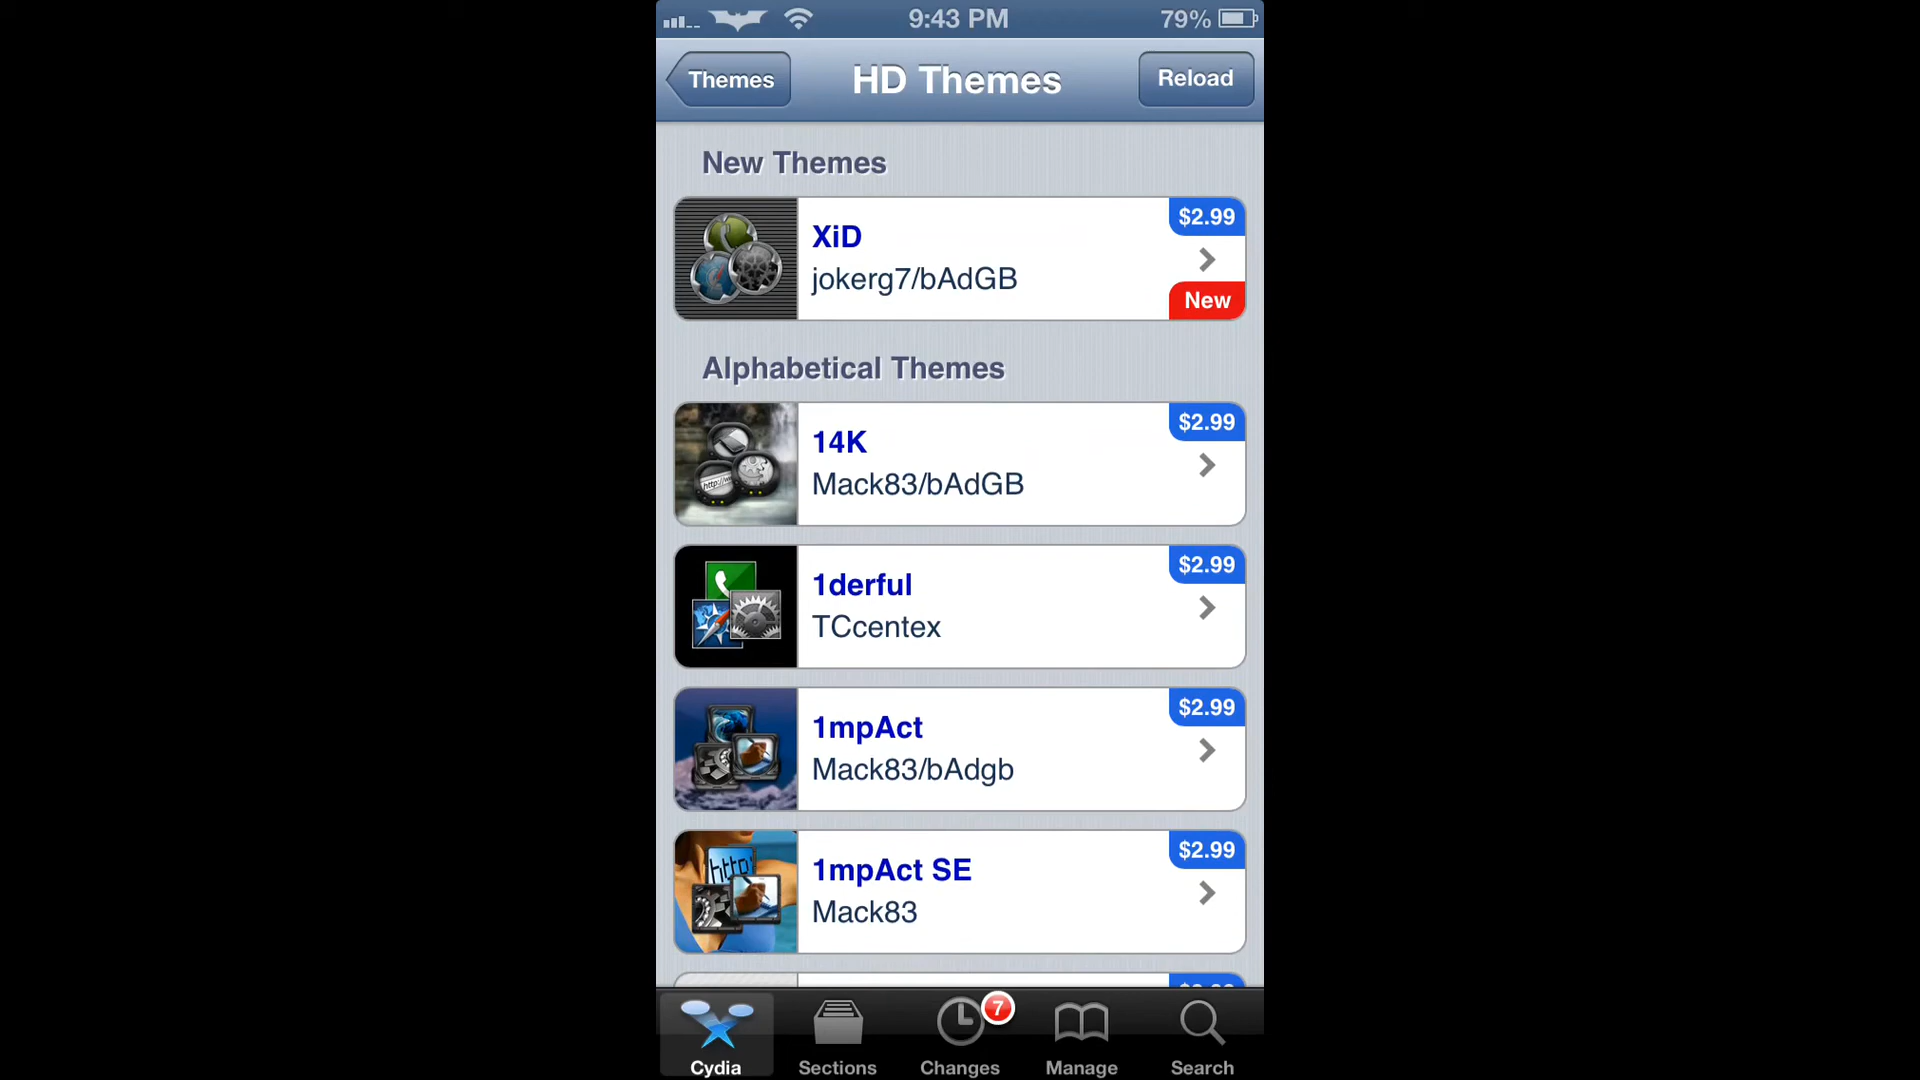 9:43 PM
79%
Themes
HD Themes
Reload
New Themes
XiD
jokerg7/bAdGB
$2.99
New
Alphabetical Themes
14K
Mack83/bAdGB
$2.99
http://w
1derful
TCcentex
$2.99
1mpAct
Mack83/bAdgb
$2.99
1mpAct SE
Mack83
$2.99
http:
7
Cydia
Sections
Changes
Manage
Search